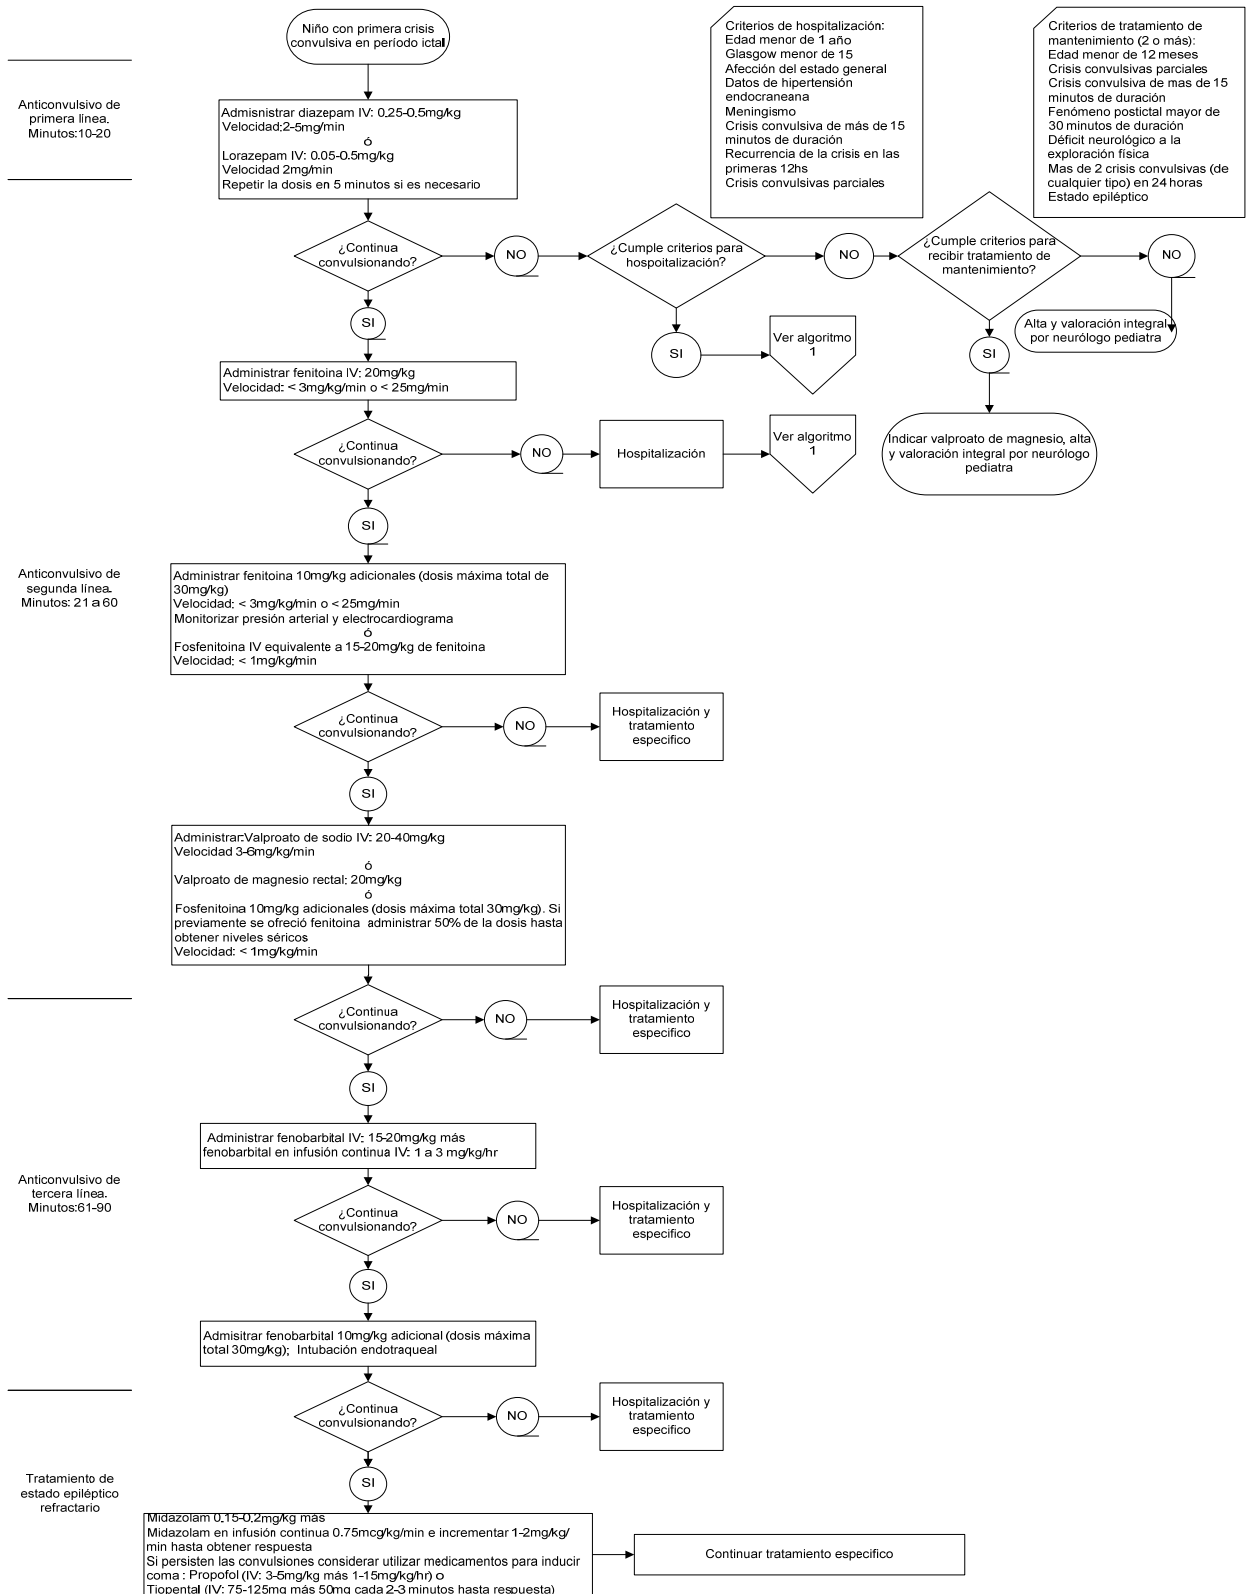 Niño con primera crisis
convulsiva en período ictal
Criterios de hospitalización:
Edad menor de 1 año
Glasgow menor de 15
Afección del estado general
Datos de hipertensión
endocraneana
Meningismo
Crisis convulsiva de más de 15
minutos de duración
Recurrencia de la crisis en las
primeras 12hs
Crisis convulsivas parciales
Criterios de tratamiento de
mantenimiento (2 o más):
Edad menor de 12 meses
Crisis convulsivas parciales
Crisis convulsiva de mas de 15
minutos de duración
Fenómeno postictal mayor de
30 minutos de duración
Déficit neurológico a la
exploración física
Mas de 2 crisis convulsivas (de
cualquier tipo) en 24 horas
Estado epiléptico
Anticonvulsivo de
primera línea.
Minutos:10-20
Admisnistrar diazepam IV: 0.25-0.5mg/kg
Velocidad:2-5mg/min
ó
Lorazepam IV: 0.05-0.5mg/kg
Velocidad 2mg/min
Repetir la dosis en 5 minutos si es necesario
¿Continua
convulsionando?
NO
¿Cumple criterios para
hospoitalización?
NO
¿Cumple criterios para
recibir tratamiento de
mantenimiento?
NO
SI
SI
Ver algoritmo
1
SI
Alta y valoración integral
por neurólogo pediatra
Administrar fenitoina IV: 20mg/kg
Velocidad: < 3mg/kg/min o < 25mg/min
¿Continua
convulsionando?
NO
Hospitalización
Ver algoritmo
1
Indicar valproato de magnesio, alta
y valoración integral por neurólogo
pediatra
SI
Anticonvulsivo de
segunda línea.
Minutos: 21 a 60
Administrar fenitoina 10mg/kg adicionales (dosis máxima total de
30mg/kg)
Velocidad: < 3mg/kg/min o < 25mg/min
Monitorizar presión arterial y electrocardiograma
ó
Fosfenitoina IV equivalente a 15-20mg/kg de fenitoina
Velocidad: < 1mg/kg/min
¿Continua
convulsionando?
NO
Hospitalización y
tratamiento
especifico
SI
Administrar:Valproato de sodio IV: 20-40mg/kg
Velocidad 3-6mg/kg/min
ó
Valproato de magnesio rectal: 20mg/kg
ó
Fosfenitoina 10mg/kg adicionales (dosis máxima total 30mg/kg). Si
previamente se ofreció fenitoina administrar 50% de la dosis hasta
obtener niveles séricos
Velocidad: < 1mg/kg/min
¿Continua
convulsionando?
NO
Hospitalización y
tratamiento
especifico
SI
Anticonvulsivo de
tercera línea.
Minutos:61-90
Administrar fenobarbital IV: 15-20mg/kg más
fenobarbital en infusión continua IV: 1 a 3 mg/kg/hr
¿Continua
convulsionando?
NO
Hospitalización y
tratamiento
especifico
SI
Admisitrar fenobarbital 10mg/kg adicional (dosis máxima
total 30mg/kg); Intubación endotraqueal
¿Continua
convulsionando?
NO
Hospitalización y
tratamiento
especifico
SI
Tratamiento de
estado epiléptico
refractario
Midazolam 0.15-0.2mg/kg más
Midazolam en infusión continua 0.75mcg/kg/min e incrementar 1-2mg/kg/
min hasta obtener respuesta
Si persisten las convulsiones considerar utilizar medicamentos para inducir
coma : Propofol (IV: 3-5mg/kg más 1-15mg/kg/hr) o
Tiopental (IV: 75-125mg más 50mg cada 2-3 minutos hasta respuesta)
Continuar tratamiento especifico